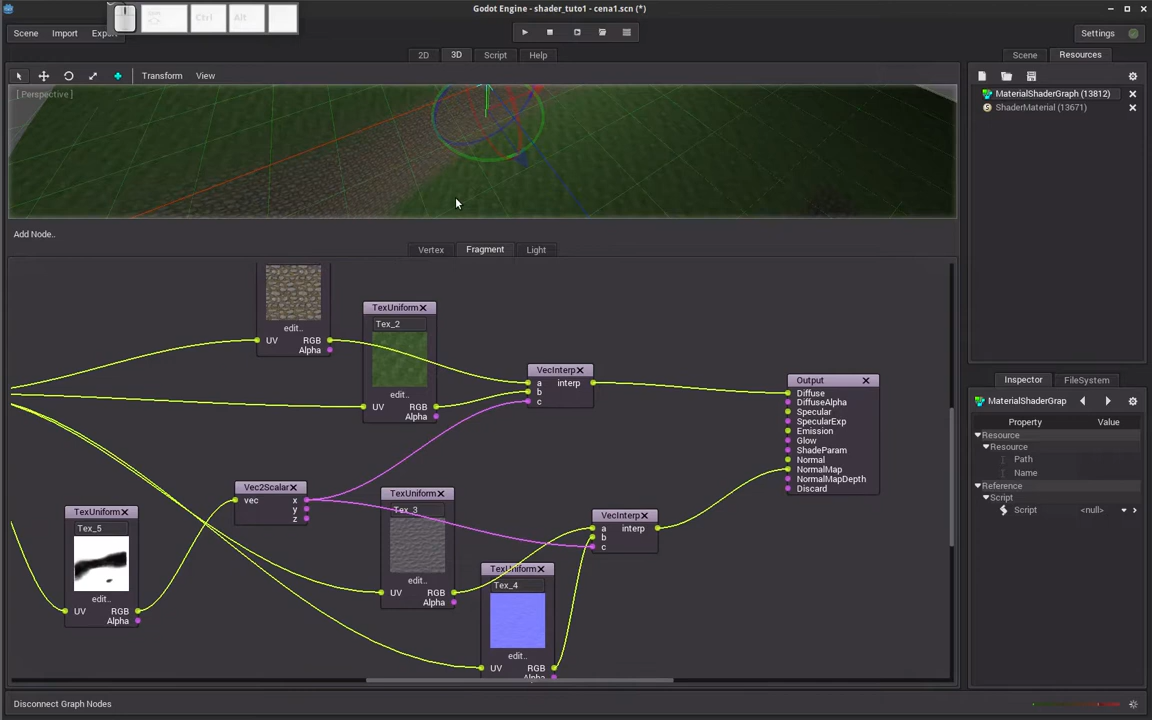 Godot Engine - shader_tuto1 - cena1.scn (*)
Scene Import Exp
Ctrl Alt
Settings
2D 3D Script Help
Scene Resources
Transform View
[ Perspective ]
MaterialShaderGraph (13812)
ShaderMaterial (13671)
Add Node..
Vertex Fragment Light
edit..
UV RGB
Alpha
TexUniform
Tex_2
edit..
UV RGB
Alpha
VecInterp
a interp
b
c
Output
Diffuse
DiffuseAlpha
Specular
SpecularExp
Emission
Glow
ShadeParam
Normal
NormalMap
NormalMapDepth
Discard
Vec2Scalar
vec x
y
z
TexUniform
Tex_3
edit..
UV RGB
Alpha
TexUniform
Tex_5
edit..
UV RGB
Alpha
VecInterp
a interp
b
c
TexUniform
Tex_4
edit..
UV RGB
Alpha
Inspector FileSystem
MaterialShaderGrap
Property Value
Resource
Resource
Path
Name
Reference
Script
Script <null>
Disconnect Graph Nodes